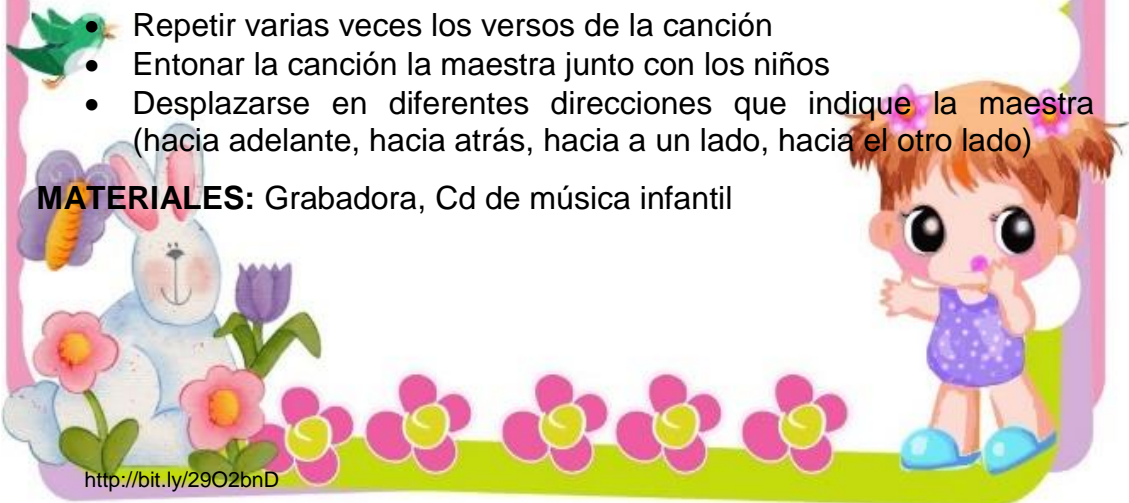 • Repetir varias veces los versos de la canción
• Entonar la canción la maestra junto con los niños
• Desplazarse en diferentes direcciones que indique la maestra
(hacia adelante, hacia atrás, hacia a un lado, hacia el otro lado)
MATERIALES: Grabadora, Cd de música infantil
http://bit.ly/29O2bnD